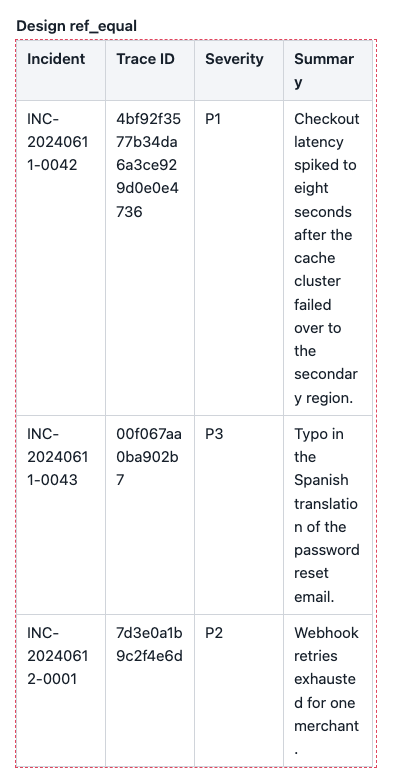 Design ref_equal
Incident Trace ID Severity Summar
y
INC- 4bf92f35 P1 Checkout
2024061 77b34da latency
1-0042 6a3ce92 spiked to
9d0e0e4 eight
736 seconds
after the
cache
cluster
failed
over to
the
secondar
y region.
INC- 00f067aa P3 Typo in
2024061 0ba902b the
1-0043 7 Spanish
translatio
n of the
password
reset
email.
INC- 7d3e0a1b P2 Webhook
2024061 9c2f4e6d retries
2-0001 exhauste
d for one
merchant
.